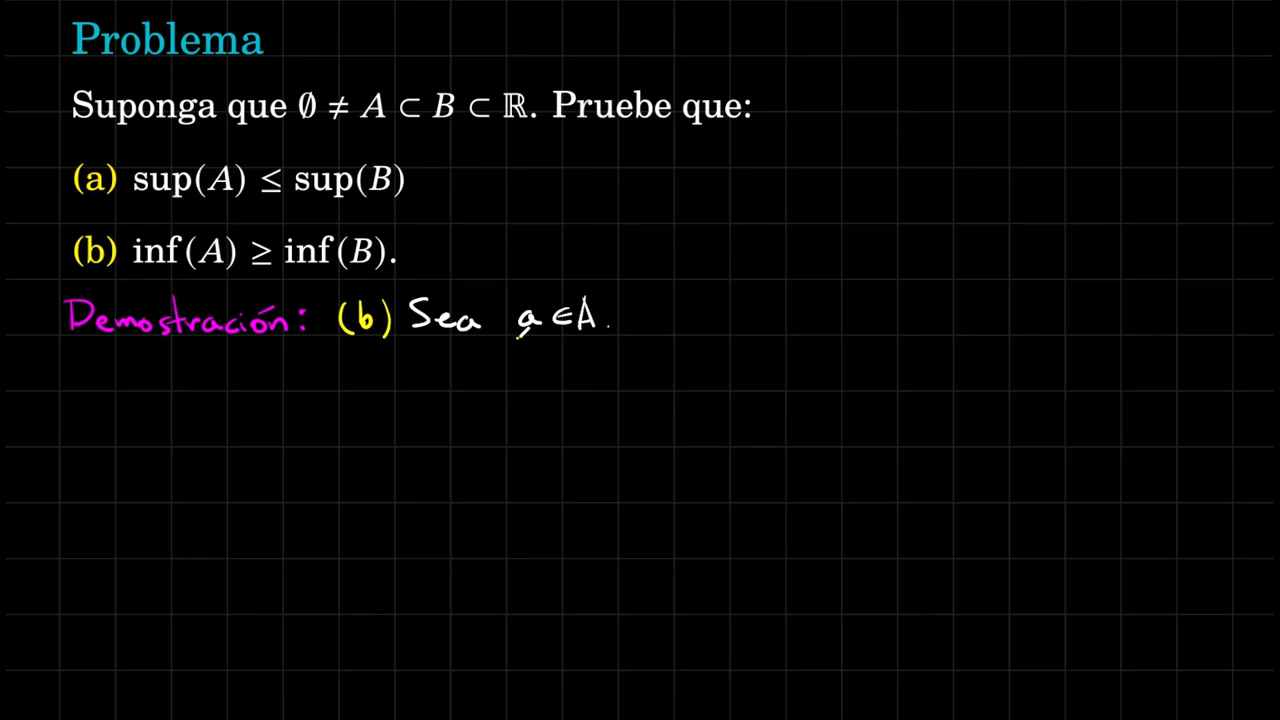 Problema
Suponga que ∅ ≠ A ⊂ B ⊂ ℝ. Pruebe que:
(a) sup(A) ≤ sup(B)
(b) inf(A) ≥ inf(B).
Demostración: (b) Sea a ∈ A.